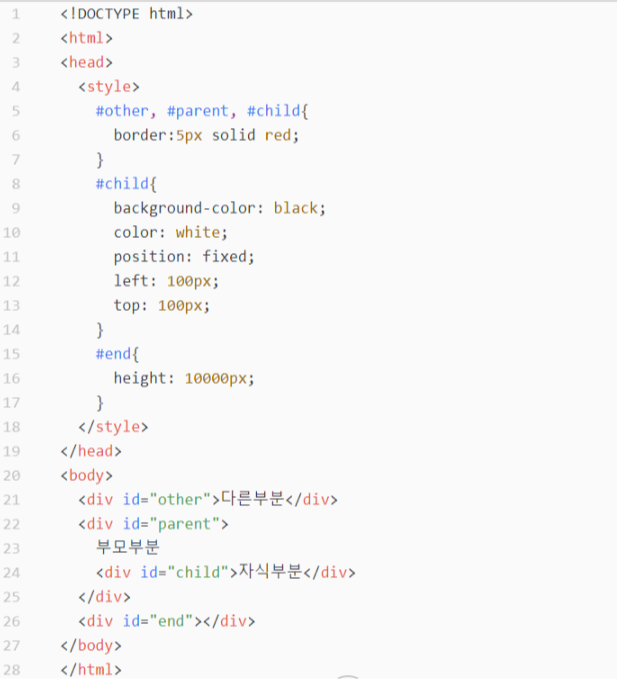 1 <!DOCTYPE html>
2 <html>
3 <head>
4 <style>
5 #other, #parent, #child{
6 border:5px solid red;
7 }
8 #child{
9 background-color: black;
10 color: white;
11 position: fixed;
12 left: 100px;
13 top: 100px;
14 }
15 #end{
16 height: 10000px;
17 }
18 </style>
19 </head>
20 <body>
21 <div id="other">다른부분</div>
22 <div id="parent">
23 부모부분
24 <div id="child">자식부분</div>
25 </div>
26 <div id="end"></div>
27 </body>
28 </html>